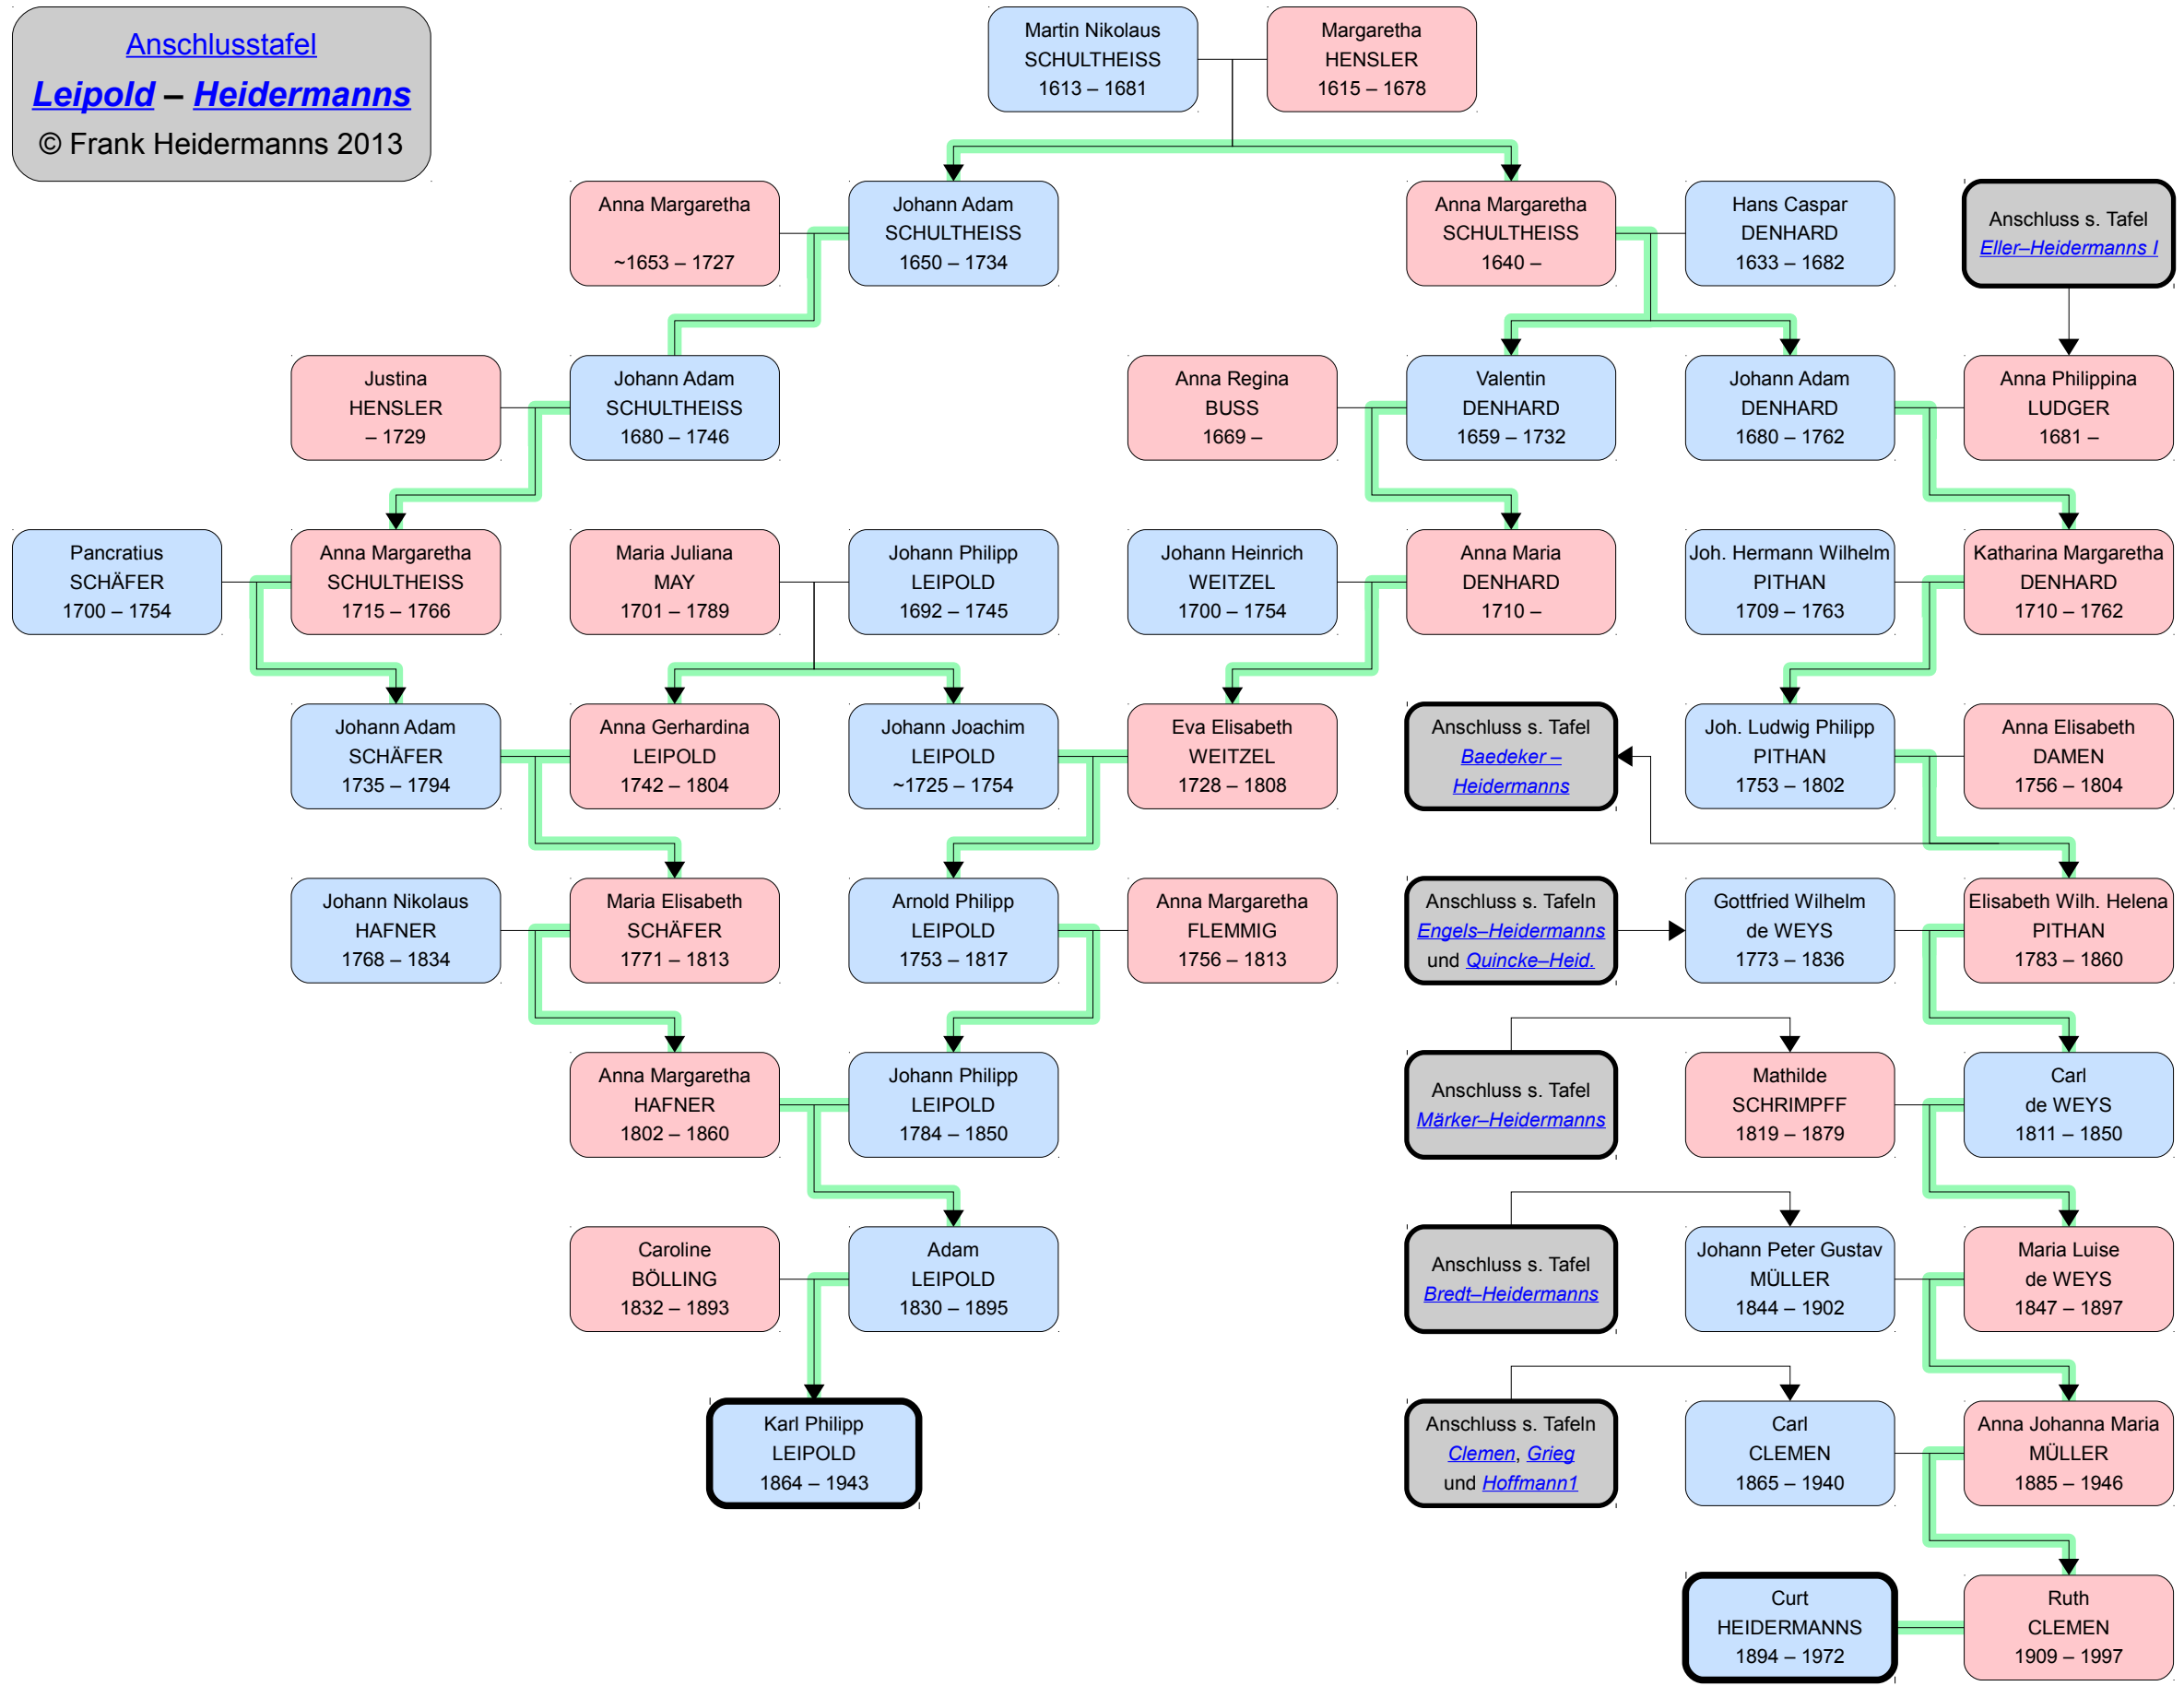 Anschlusstafel
Leipold – Heidermanns
© Frank Heidermanns 2013
Martin Nikolaus
SCHULTHEISS
1613 – 1681
Margaretha
HENSLER
1615 – 1678
Anna Margaretha
~1653 – 1727
Johann Adam
SCHULTHEISS
1650 – 1734
Anna Margaretha
SCHULTHEISS
1640 –
Hans Caspar
DENHARD
1633 – 1682
Anschluss s. Tafel
Eller–Heidermanns I
Justina
HENSLER
– 1729
Johann Adam
SCHULTHEISS
1680 – 1746
Anna Regina
BUSS
1669 –
Valentin
DENHARD
1659 – 1732
Johann Adam
DENHARD
1680 – 1762
Anna Philippina
LUDGER
1681 –
Pancratius
SCHÄFER
1700 – 1754
Anna Margaretha
SCHULTHEISS
1715 – 1766
Maria Juliana
MAY
1701 – 1789
Johann Philipp
LEIPOLD
1692 – 1745
Johann Heinrich
WEITZEL
1700 – 1754
Anna Maria
DENHARD
1710 –
Joh. Hermann Wilhelm
PITHAN
1709 – 1763
Katharina Margaretha
DENHARD
1710 – 1762
Johann Adam
SCHÄFER
1735 – 1794
Anna Gerhardina
LEIPOLD
1742 – 1804
Johann Joachim
LEIPOLD
~1725 – 1754
Eva Elisabeth
WEITZEL
1728 – 1808
Anschluss s. Tafel
Baedeker –
Heidermanns
Joh. Ludwig Philipp
PITHAN
1753 – 1802
Anna Elisabeth
DAMEN
1756 – 1804
Johann Nikolaus
HAFNER
1768 – 1834
Maria Elisabeth
SCHÄFER
1771 – 1813
Arnold Philipp
LEIPOLD
1753 – 1817
Anna Margaretha
FLEMMIG
1756 – 1813
Anschluss s. Tafeln
Engels–Heidermanns
und Quincke–Heid.
Gottfried Wilhelm
de WEYS
1773 – 1836
Elisabeth Wilh. Helena
PITHAN
1783 – 1860
Anna Margaretha
HAFNER
1802 – 1860
Johann Philipp
LEIPOLD
1784 – 1850
Anschluss s. Tafel
Märker–Heidermanns
Mathilde
SCHRIMPFF
1819 – 1879
Carl
de WEYS
1811 – 1850
Caroline
BÖLLING
1832 – 1893
Adam
LEIPOLD
1830 – 1895
Anschluss s. Tafel
Bredt–Heidermanns
Johann Peter Gustav
MÜLLER
1844 – 1902
Maria Luise
de WEYS
1847 – 1897
Karl Philipp
LEIPOLD
1864 – 1943
Anschluss s. Tafeln
Clemen, Grieg
und Hoffmann1
Carl
CLEMEN
1865 – 1940
Anna Johanna Maria
MÜLLER
1885 – 1946
Curt
HEIDERMANNS
1894 – 1972
Ruth
CLEMEN
1909 – 1997